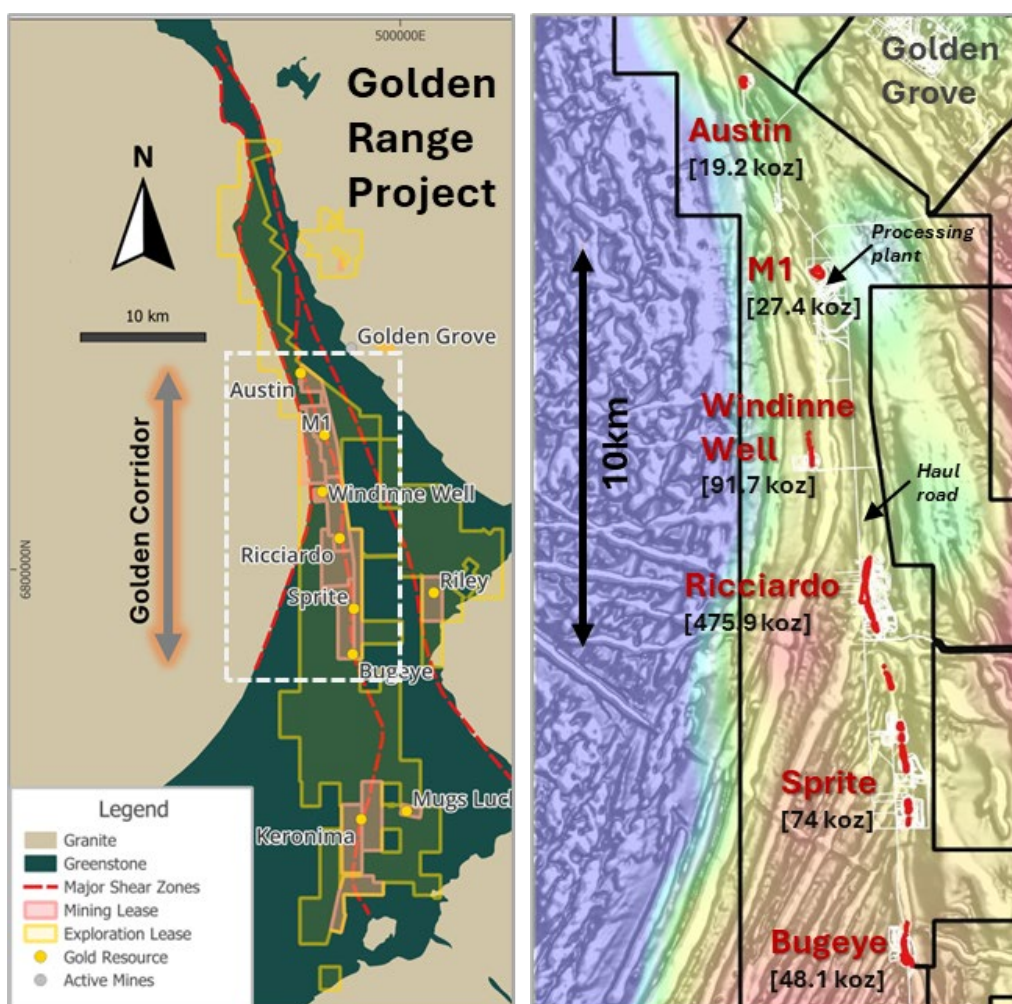 500000E
Golden
Range
Project
N
10 km
Golden Grove
Austin
M1
Golden Corridor
Windinne Well
6800000N
Ricciardo
Riley
Sprite
Bugeye
Mugs Luck
Keronima
Legend
Granite
Greenstone
Major Shear Zones
Mining Lease
Exploration Lease
Gold Resource
Active Mines
Golden
Grove
Austin
[19.2 koz]
Processing
plant
M1
[27.4 koz]
10km
Windinne
Well
[91.7 koz]
Haul
road
Ricciardo
[475.9 koz]
Sprite
[74 koz]
Bugeye
[48.1 koz]